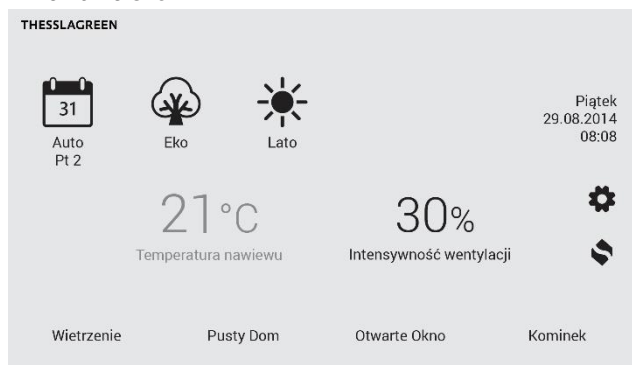 THESSLAGREEN
31
Auto
Pt 2
Eko
Lato
Piątek
29.08.2014
08:08
21°C
Temperatura nawiewu
30%
Intensywność wentylacji
Wietrzenie
Pusty Dom
Otwarte Okno
Kominek